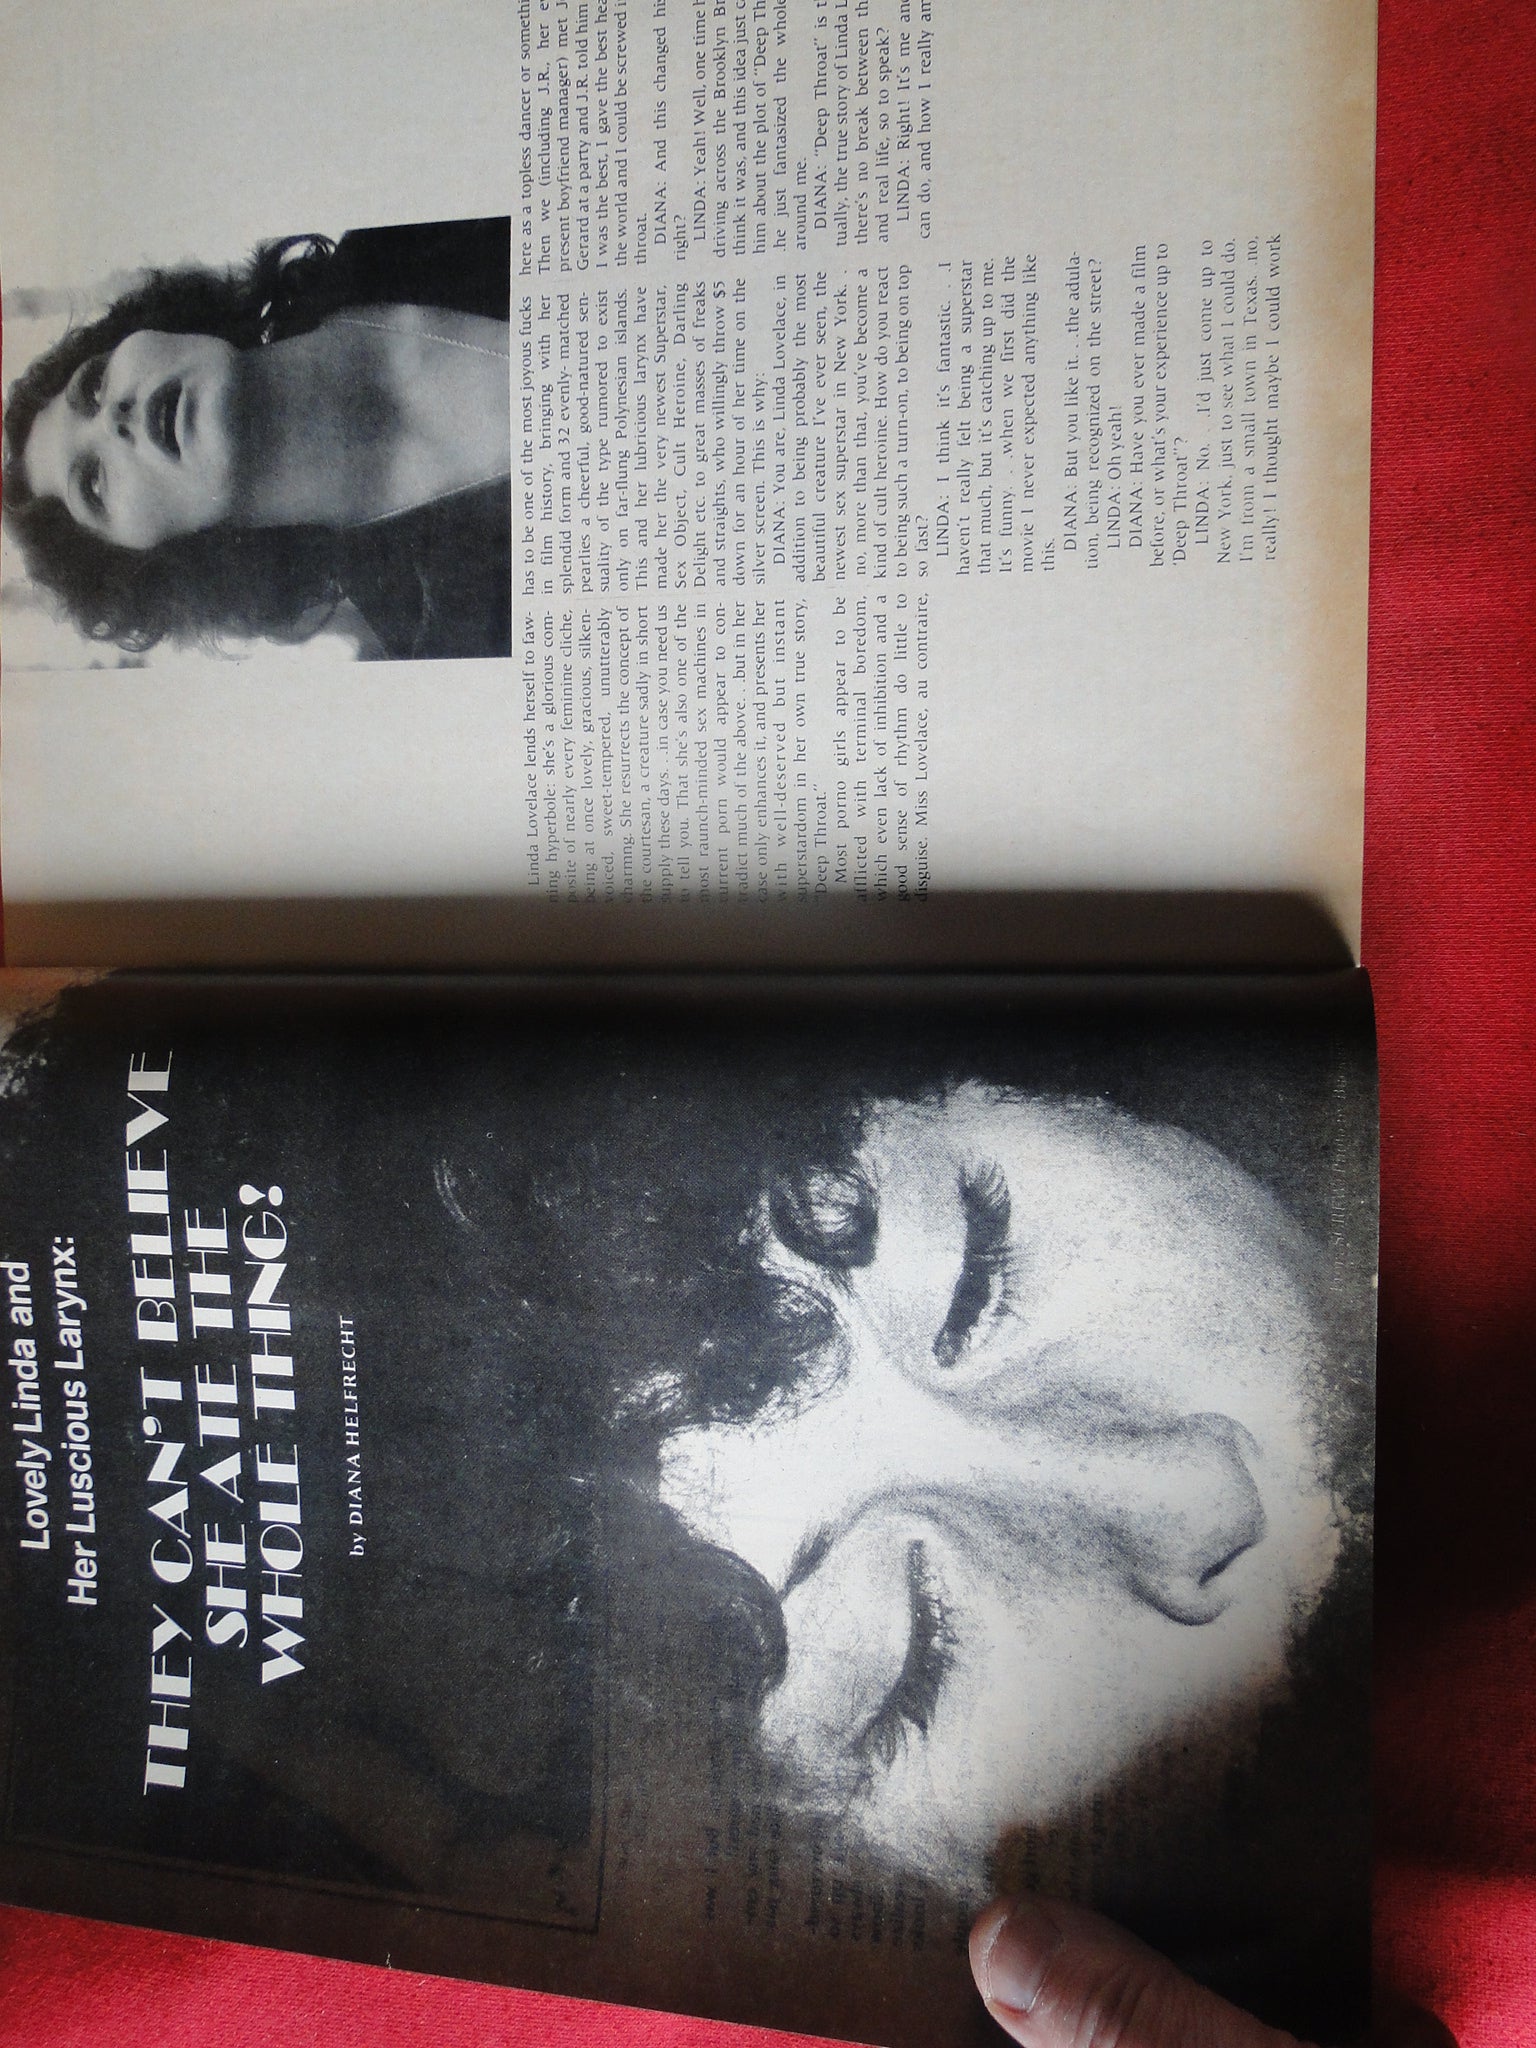 Lovely Linda and
Her Luscious Larynx:
THEY CAN'T BELIEVE
SHE ATE THE
WHOLE THING!
by DIANA HELFRECHT
Linda Lovelace lends herself to faw-
ning hyperbole: she's a glorious com-
posite of nearly every feminine cliche,
being at once lovely, gracious, silken-
voiced, sweet-tempered, unutterably
charmng. She resurrects the concept of
the courtesan, a creature sadly in short
supply these days. . .in case you need us
to tell you. That she's also one of the
most raunch-minded sex machines in
current porn would appear to con-
tradict much of the above. . .but in her
case only enhances it, and presents her
with well-deserved but instant
superstardom in her own true story,
"Deep Throat."
Most porno girls appear to be
afflicted with terminal boredom,
which even lack of inhibition and a
good sense of rhythm do little to
disguise. Miss Lovelace, au contraire,
has to be one of the most joyous fucks
in film history, bringing with her
splendid form and 32 evenly- matched
pearlies a cheerful, good-natured sen-
suality of the type rumored to exist
only on far-flung Polynesian islands.
This and her lubricious larynx have
made her the very newest Superstar,
Sex Object, Cult Heroine, Darling
Delight etc. to great masses of freaks
and straights, who willingly throw $5
down for an hour of her time on the
silver screen. This is why:
DIANA: You are, Linda Lovelace, in
addition to being probably the most
beautiful creature I've ever seen, the
newest sex superstar in New York. .
no, more than that, you've become a
kind of cult heroine. How do you react
to being such a turn-on, to being on top
so fast?
LINDA: I think it's fantastic. . .I
haven't really felt being a superstar
that much, but it's catching up to me.
It's funny. . .when we first did the
movie I never expected anything like
this.
DIANA: But you like it. . .the adula-
tion, being recognized on the street?
LINDA: Oh yeah!
DIANA: Have you ever made a film
before, or what's your experience up to
'Deep Throat"?
LINDA: No. . .I'd just come up to
New York, just to see what I could do.
I'm from a small town in Texas. .no,
really! I thought maybe I could work
here as a topless dancer or somethi
Then we (including J.R., her ev
present boyfriend manager) met J
Gerard at a party and J.R. told him
I was the best, I gave the best hea
the world and I could be screwed i
throat.
DIANA: And this changed his
right?
LINDA: Yeah! Well, one time h
driving across the Brooklyn Br
think it was, and this idea just c
him about the plot of "Deep Th
he just fantasized the whole
around me.
DIANA: "Deep Throat" is t
tually, the true story of Linda L
there's no break between th
and real life, so to speak?
LINDA: Right! It's me and
can do, and how I really am